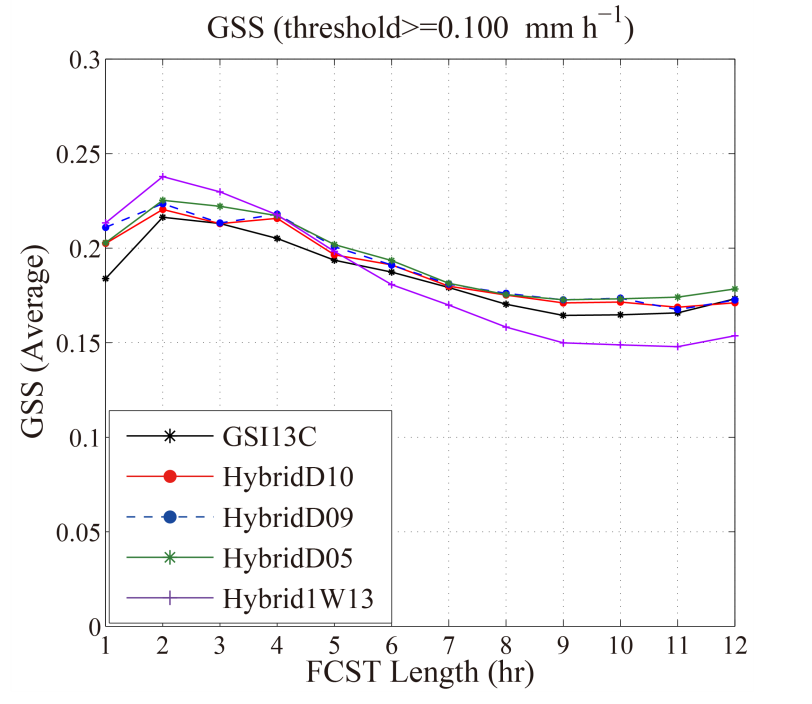 GSS (threshold>=0.100 mm h⁻¹)
0.3
0.25
0.2
0.15
0.1
0.05
0
GSS (Average)
GSI13C
HybridD10
HybridD09
HybridD05
Hybrid1W13
1 2 3 4 5 6 7 8 9 10 11 12
FCST Length (hr)